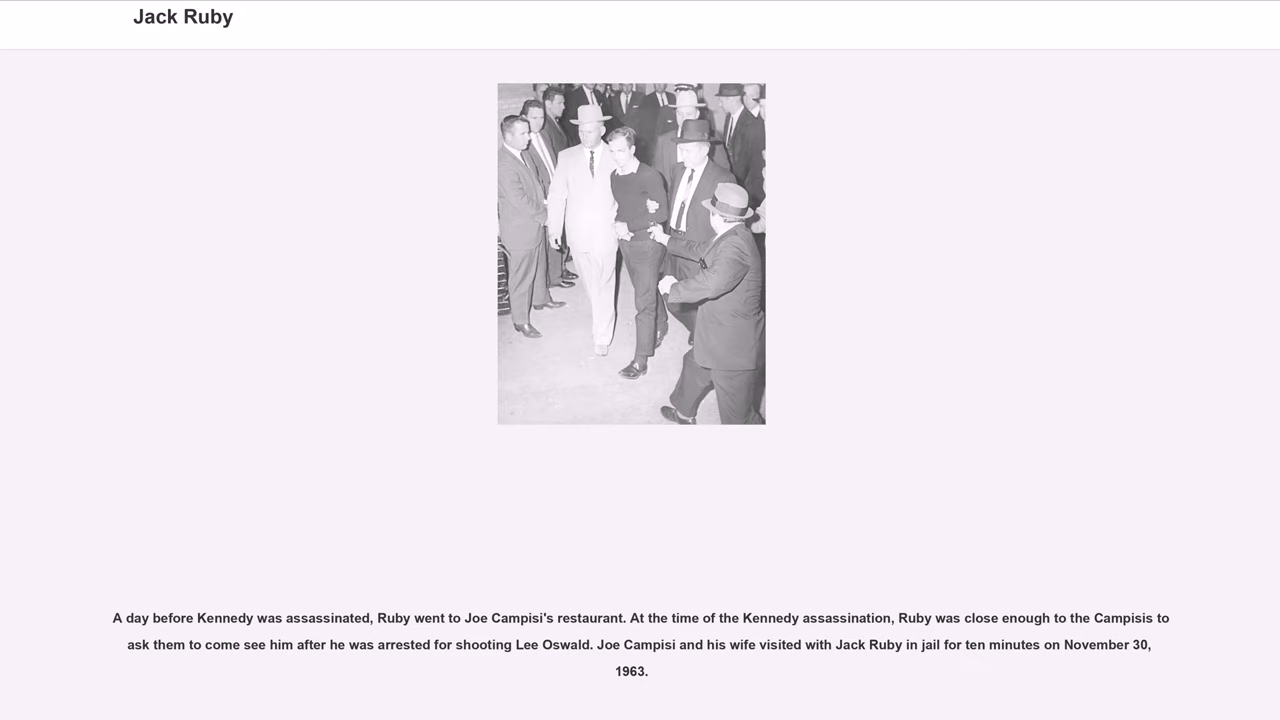 Jack Ruby
A day before Kennedy was assassinated, Ruby went to Joe Campisi's restaurant. At the time of the Kennedy assassination, Ruby was close enough to the Campisis to
ask them to come see him after he was arrested for shooting Lee Oswald. Joe Campisi and his wife visited with Jack Ruby in jail for ten minutes on November 30,
1963.